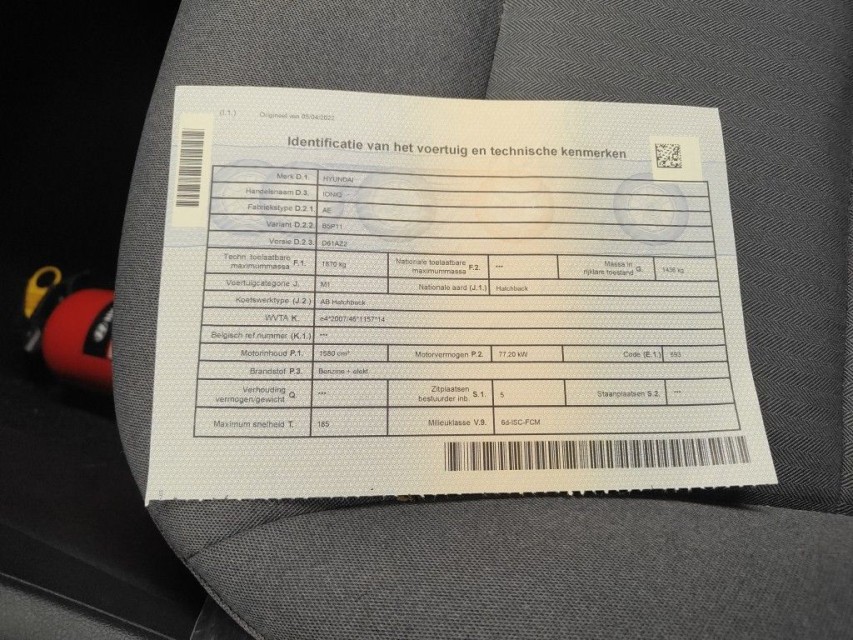 (I.1.) Origineel van 05/04/2022
Identificatie van het voertuig en technische kenmerken
Merk D.1. HYUNDAI
Handelsnaam D.3. IONIQ
Fabriekstype D.2.1. AE
Variant D.2.2. B5P11
Versie D.2.3. D61AZ2
Techn. toelaatbare maximummassa F.1. 1870 kg Nationale toelaatbare maximummassa F.2. --- Massa in rijklare toestand G. 1436 kg
Voertuigcategorie J. M1 Nationale aard (J.1.) Hatchback
Koetswerktype (J.2.) AB Hatchback
WVTA K. e4*2007/46*1157*14
Belgisch ref nummer (K.1.) ---
Motorinhoud P.1. 1580 cm³ Motorvermogen P.2. 77,20 kW Code (E.1.) 693
Brandstof P.3. Benzine + elekt
Verhouding vermogen/gewicht Q --- Zitplaatsen bestuurder inb. S.1. 5 Staanplaatsen S.2. ---
Maximum snelheid T. 185 Milieuklasse V.9. 6d-ISC-FCM